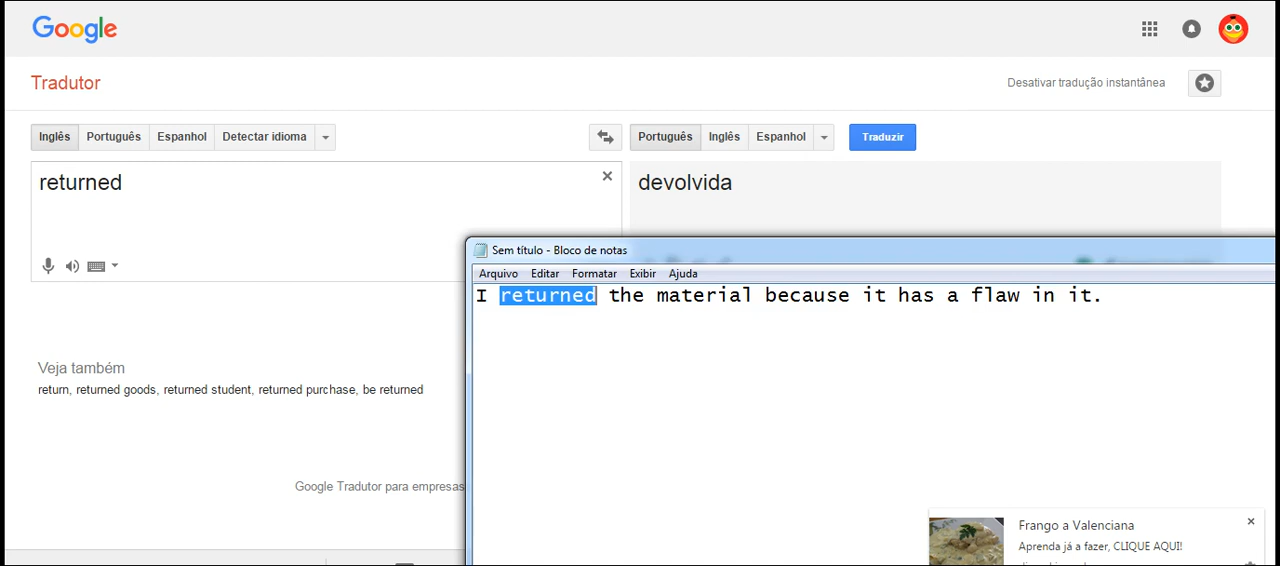 Google
Tradutor
Desativar tradução instantânea
Inglês Português Espanhol Detectar idioma
Português Inglês Espanhol Traduzir
returned
devolvida
Sem título - Bloco de notas
Arquivo Editar Formatar Exibir Ajuda
I returned the material because it has a flaw in it.
Veja também
return, returned goods, returned student, returned purchase, be returned
Google Tradutor para empresas
Frango a Valenciana
Aprenda já a fazer, CLIQUE AQUI!